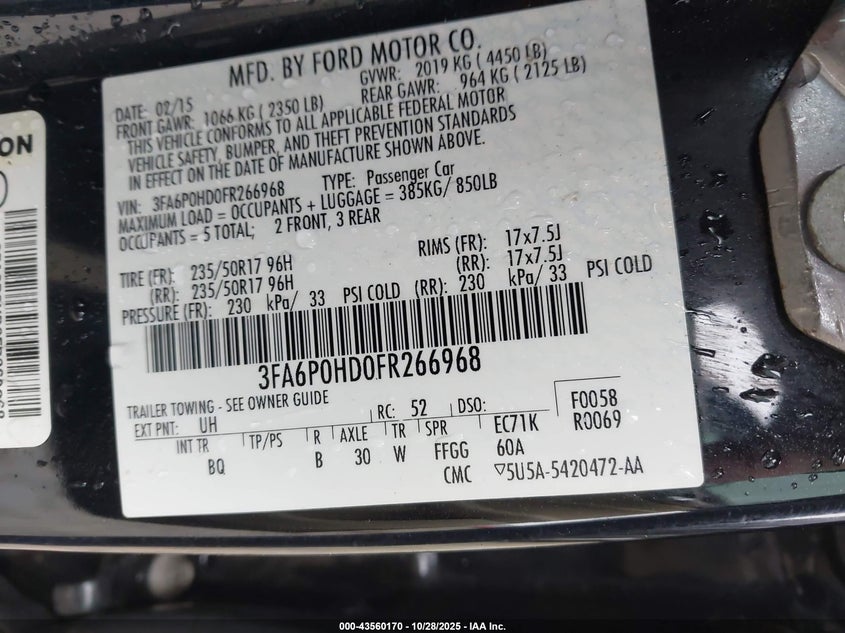 MFD. BY FORD MOTOR CO.
DATE: 02/15 GVWR: 2019 KG ( 4450 LB)
FRONT GAWR: 1066 KG ( 2350 LB) REAR GAWR: 964 KG ( 2125 LB)
THIS VEHICLE CONFORMS TO ALL APPLICABLE FEDERAL MOTOR
VEHICLE SAFETY, BUMPER, AND THEFT PREVENTION STANDARDS
IN EFFECT ON THE DATE OF MANUFACTURE SHOWN ABOVE.
VIN: 3FA6P0HD0FR266968 TYPE: Passenger Car
MAXIMUM LOAD = OCCUPANTS + LUGGAGE = 385KG/ 850LB
OCCUPANTS = 5 TOTAL; 2 FRONT, 3 REAR
TIRE (FR): 235/50R17 96H RIMS (FR): 17x7.5J
(RR): 235/50R17 96H (RR): 17x7.5J
PRESSURE (FR): 230 kPa/ 33 PSI COLD (RR): 230 kPa/ 33 PSI COLD
3FA6P0HD0FR266968
TRAILER TOWING - SEE OWNER GUIDE
EXT PNT: UH RC: 52 DSO: F0058
INT TR TP/PS R AXLE TR SPR EC71K R0069
BQ B 30 W FFGG 60A
CMC ▽5U5A-5420472-AA
ON
000-43560170 | 10/28/2025 - IAA Inc.